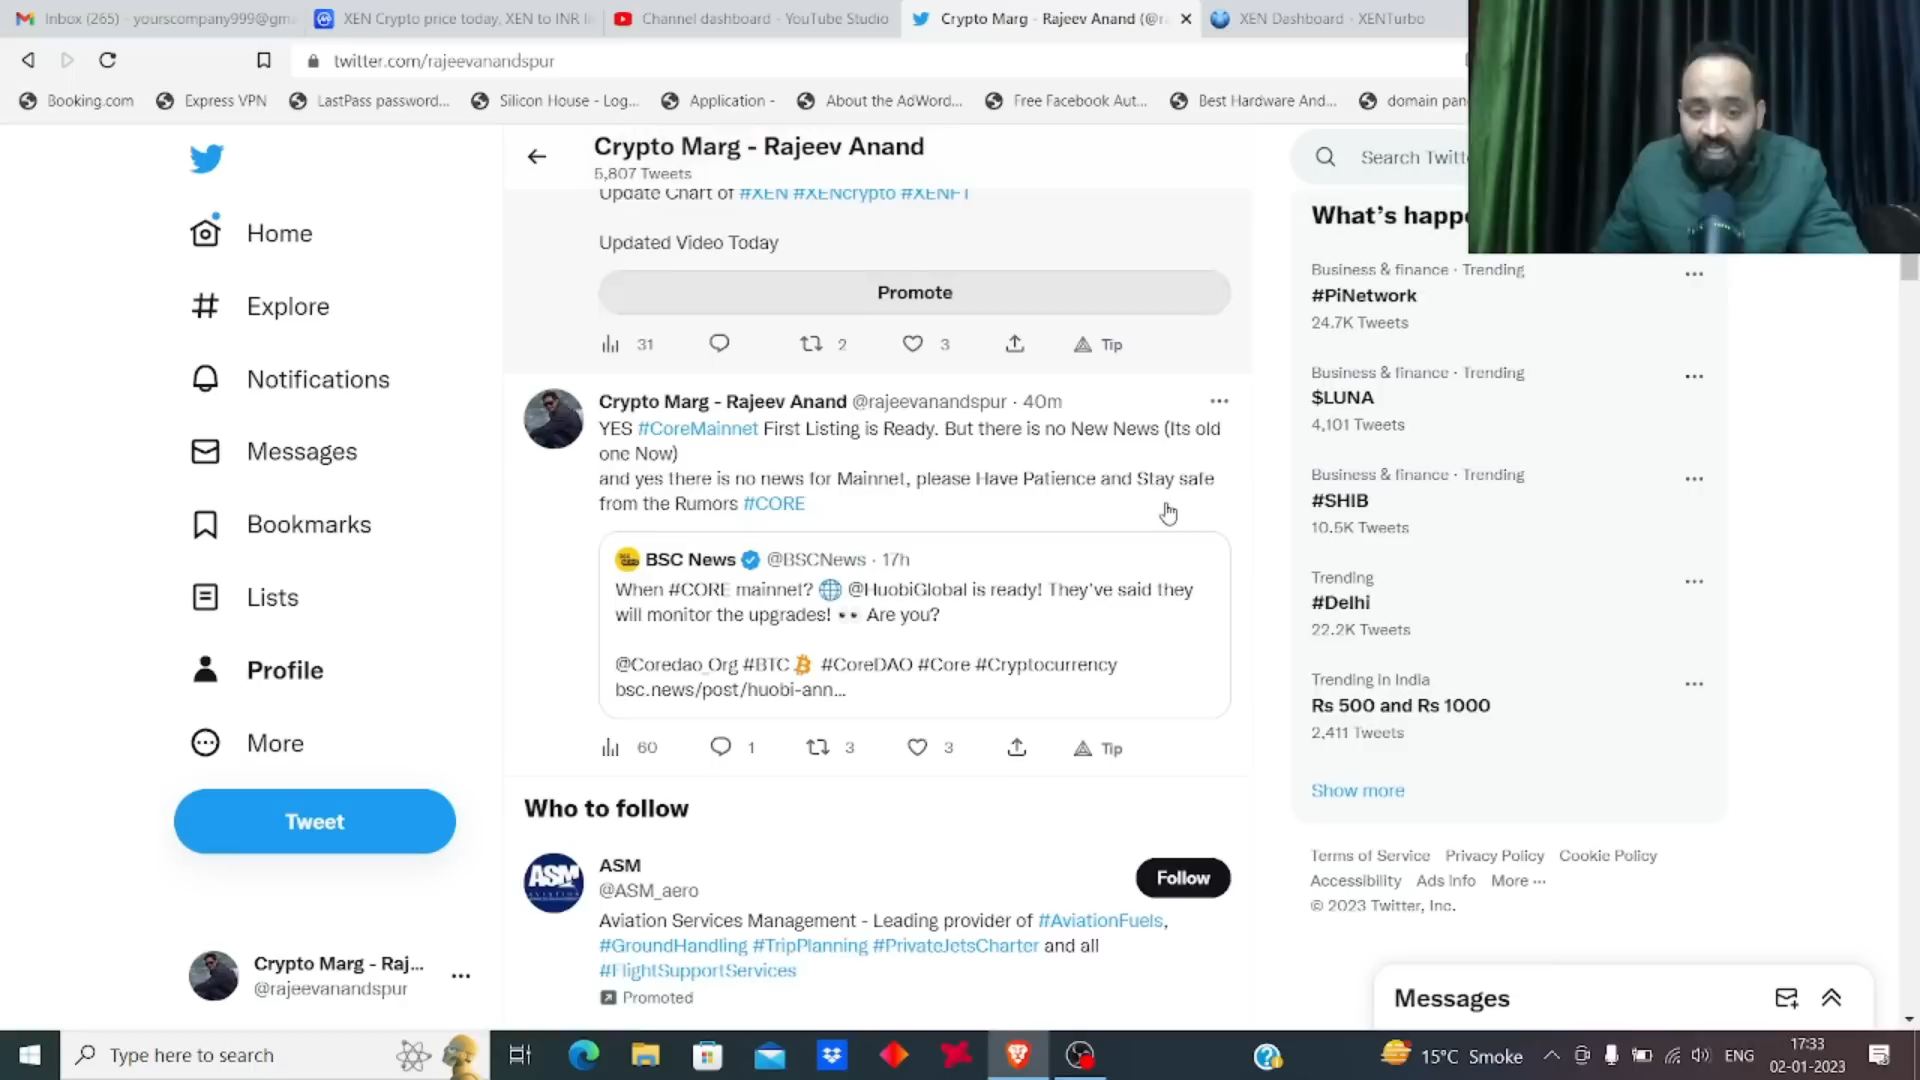 Inbox (265) - yourscompany999@gm
XEN Crypto price today, XEN to INR li
Channel dashboard - YouTube Studio
Crypto Marg - Rajeev Anand (@r
XEN Dashboard - XENTurbo
twitter.com/rajeevanandspur
Booking.com
Express VPN
LastPass password...
Silicon House - Log...
Application -
About the AdWord...
Free Facebook Aut...
Best Hardware And...
domain pan
Crypto Marg - Rajeev Anand
5,807 Tweets
Search Twitt
Update Chart of #XEN #XENcrypto #XENFT
Updated Video Today
Promote
31
2
3
Tip
Home
Explore
Notifications
Messages
Bookmarks
Lists
Profile
More
Tweet
Crypto Marg - Raj...
@rajeevanandspur
Crypto Marg - Rajeev Anand @rajeevanandspur · 40m
YES #CoreMainnet First Listing is Ready. But there is no New News (Its old
one Now)
and yes there is no news for Mainnet, please Have Patience and Stay safe
from the Rumors #CORE
BSC News @BSCNews · 17h
When #CORE mainnet? 🌐 @HuobiGlobal is ready! They've said they
will monitor the upgrades! 👀 Are you?
@Coredao_Org #BTC #CoreDAO #Core #Cryptocurrency
bsc.news/post/huobi-ann...
60
1
3
3
Tip
Who to follow
ASM
@ASM_aero
Follow
Aviation Services Management - Leading provider of #AviationFuels,
#GroundHandling #TripPlanning #PrivateJetsCharter and all
#FlightSupportServices
Promoted
What's happe
Business & finance · Trending
#PiNetwork
24.7K Tweets
Business & finance · Trending
$LUNA
4,101 Tweets
Business & finance · Trending
#SHIB
10.5K Tweets
Trending
#Delhi
22.2K Tweets
Trending in India
Rs 500 and Rs 1000
2,411 Tweets
Show more
Terms of Service Privacy Policy Cookie Policy
Accessibility Ads Info More ...
© 2023 Twitter, Inc.
Messages
Type here to search
15°C Smoke
ENG
17:33
02-01-2023